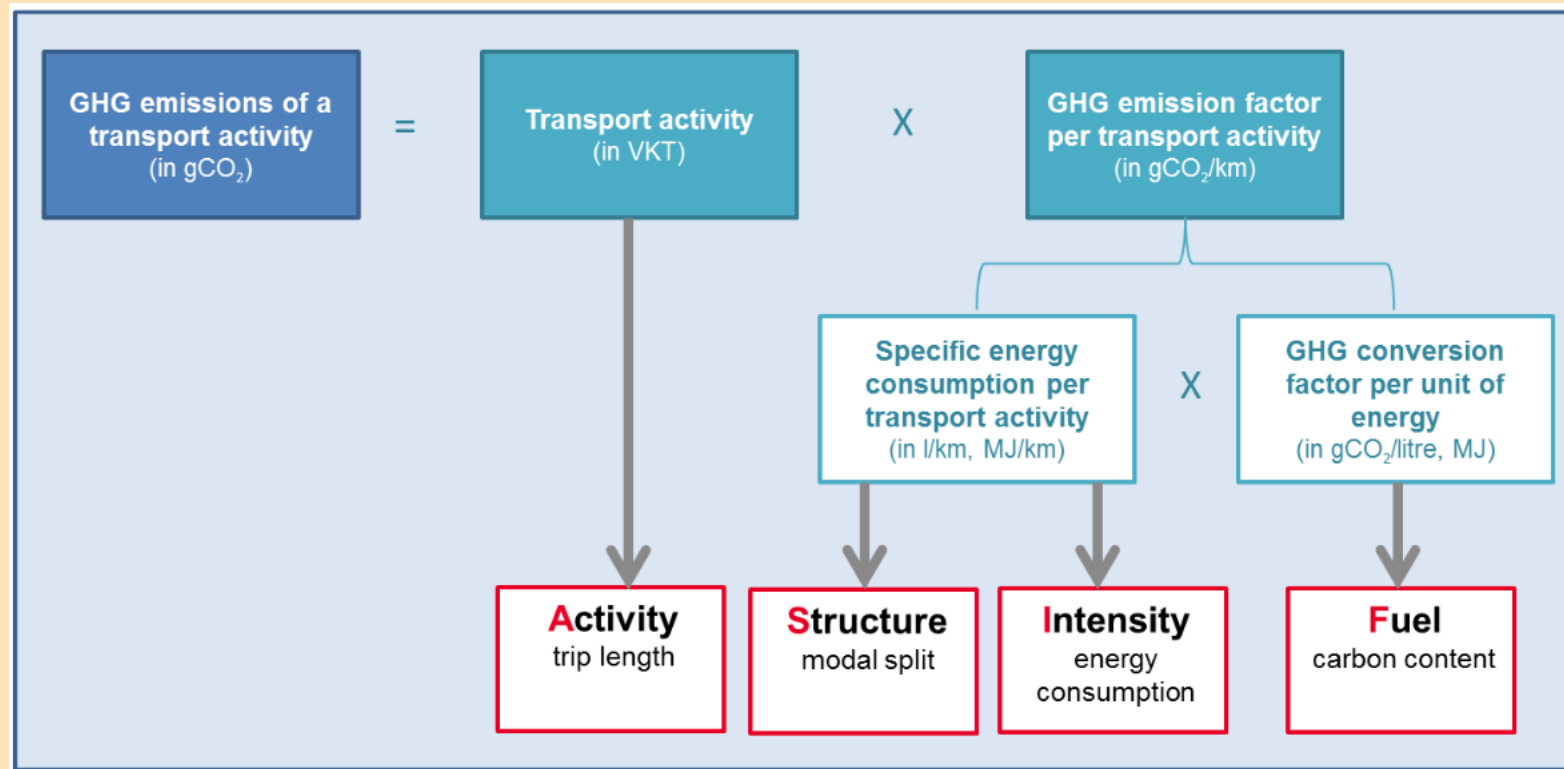 GHG emissions of a
transport activity
(in gCO₂)
=
Transport activity
(in VKT)
X
GHG emission factor
per transport activity
(in gCO₂/km)
Specific energy
consumption per
transport activity
(in l/km, MJ/km)
X
GHG conversion
factor per unit of
energy
(in gCO₂/litre, MJ)
Activity
trip length
Structure
modal split
Intensity
energy
consumption
Fuel
carbon content